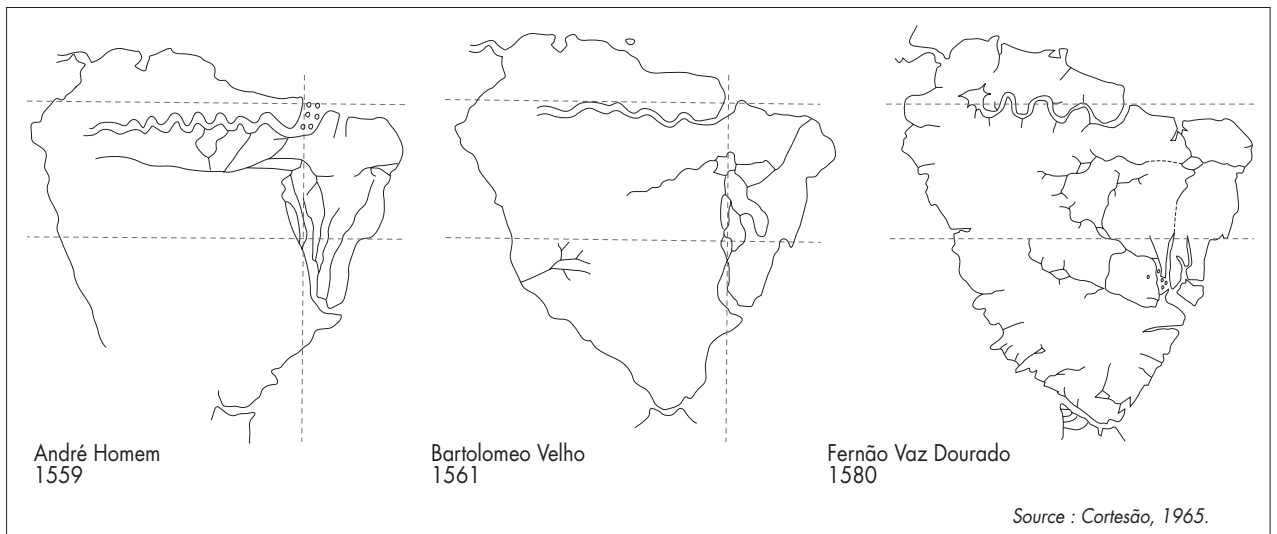 André Homem
1559
Bartolomeo Velho
1561
Fernão Vaz Dourado
1580
Source : Cortesão, 1965.